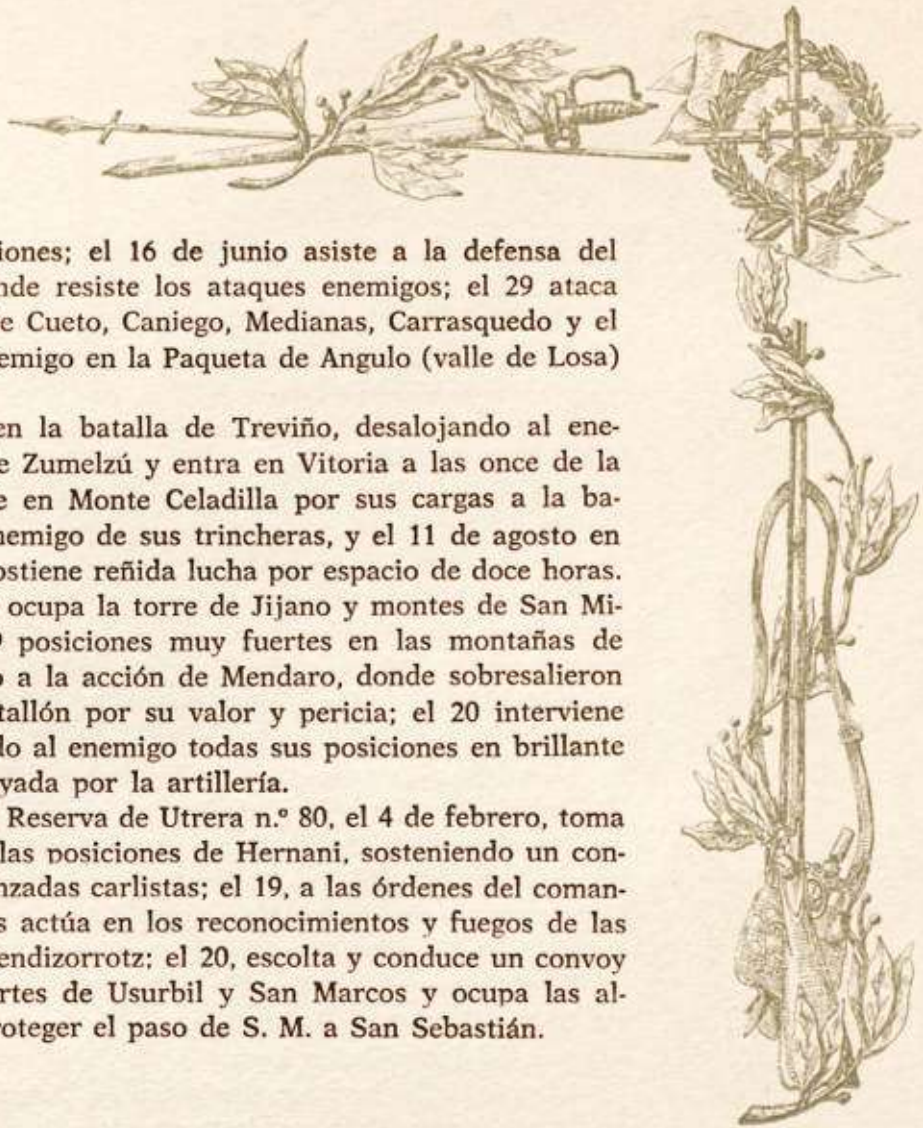 iones; el 16 de junio asiste a la defensa del
nde resiste los ataques enemigos; el 29 ataca
e Cueto, Caniego, Medianas, Carrasquedo y el
emigo en la Paqueta de Angulo (valle de Losa)
en la batalla de Treviño, desalojando al ene-
e Zumelzú y entra en Vitoria a las once de la
e en Monte Celadilla por sus cargas a la ba-
nemigo de sus trincheras, y el 11 de agosto en
ostiene reñida lucha por espacio de doce horas.
ocupa la torre de Jijano y montes de San Mi-
9 posiciones muy fuertes en las montañas de
o a la acción de Mendaro, donde sobresalieron
tallón por su valor y pericia; el 20 interviene
do al enemigo todas sus posiciones en brillante
yada por la artillería.
Reserva de Utrera n.º 80, el 4 de febrero, toma
las posiciones de Hernani, sosteniendo un con-
nzadas carlistas; el 19, a las órdenes del coman-
s actúa en los reconocimientos y fuegos de las
endizorrotz; el 20, escolta y conduce un convoy
rtes de Usurbil y San Marcos y ocupa las al-
roteger el paso de S. M. a San Sebastián.